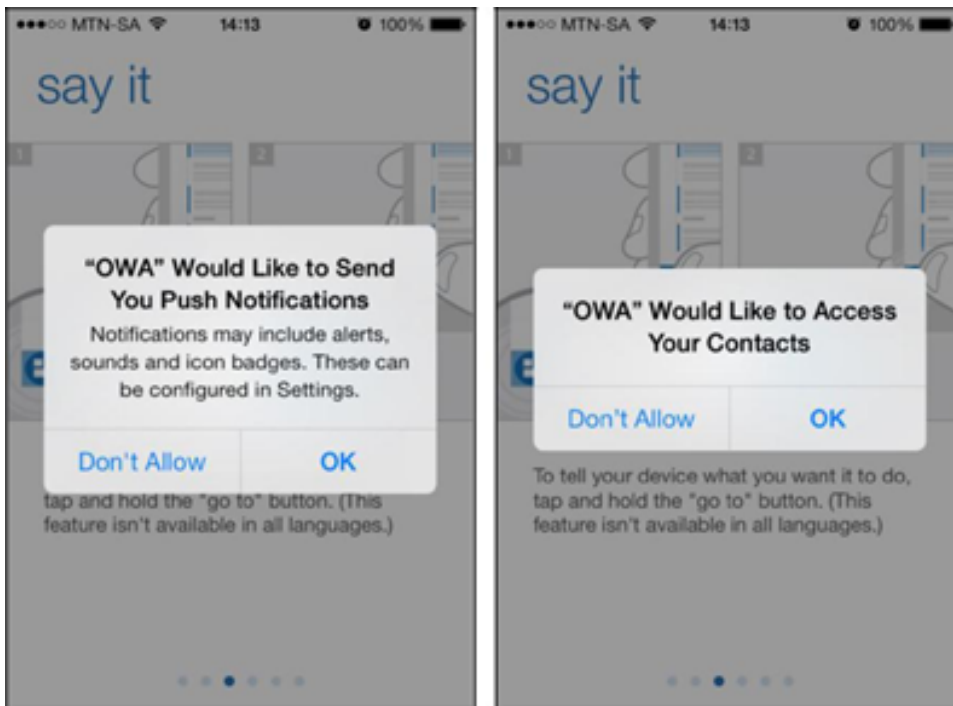 MTN-SA 14:13 100%
say it
1 2
“OWA” Would Like to Send
You Push Notifications
Notifications may include alerts,
sounds and icon badges. These can
be configured in Settings.
Don't Allow OK
tap and hold the "go to" button. (This
feature isn't available in all languages.)
MTN-SA 14:13 100%
say it
1 2
“OWA” Would Like to Access
Your Contacts
Don't Allow OK
To tell your device what you want it to do,
tap and hold the "go to" button. (This
feature isn't available in all languages.)